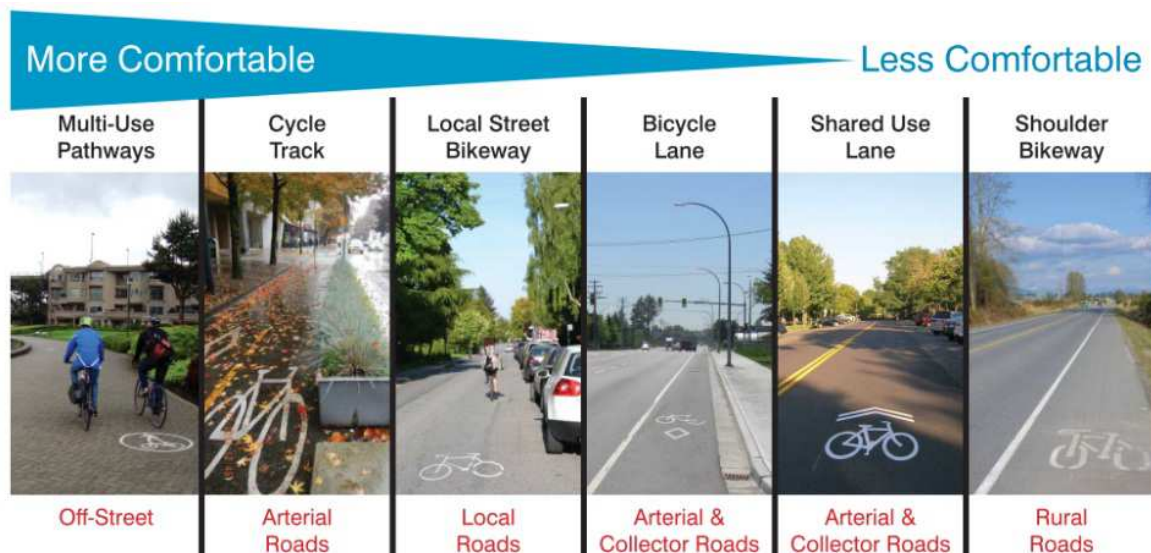 More Comfortable
Less Comfortable
Multi-Use
Pathways
Cycle
Track
Local Street
Bikeway
Bicycle
Lane
Shared Use
Lane
Shoulder
Bikeway
Off-Street
Arterial
Roads
Local
Roads
Arterial &
Collector Roads
Arterial &
Collector Roads
Rural
Roads